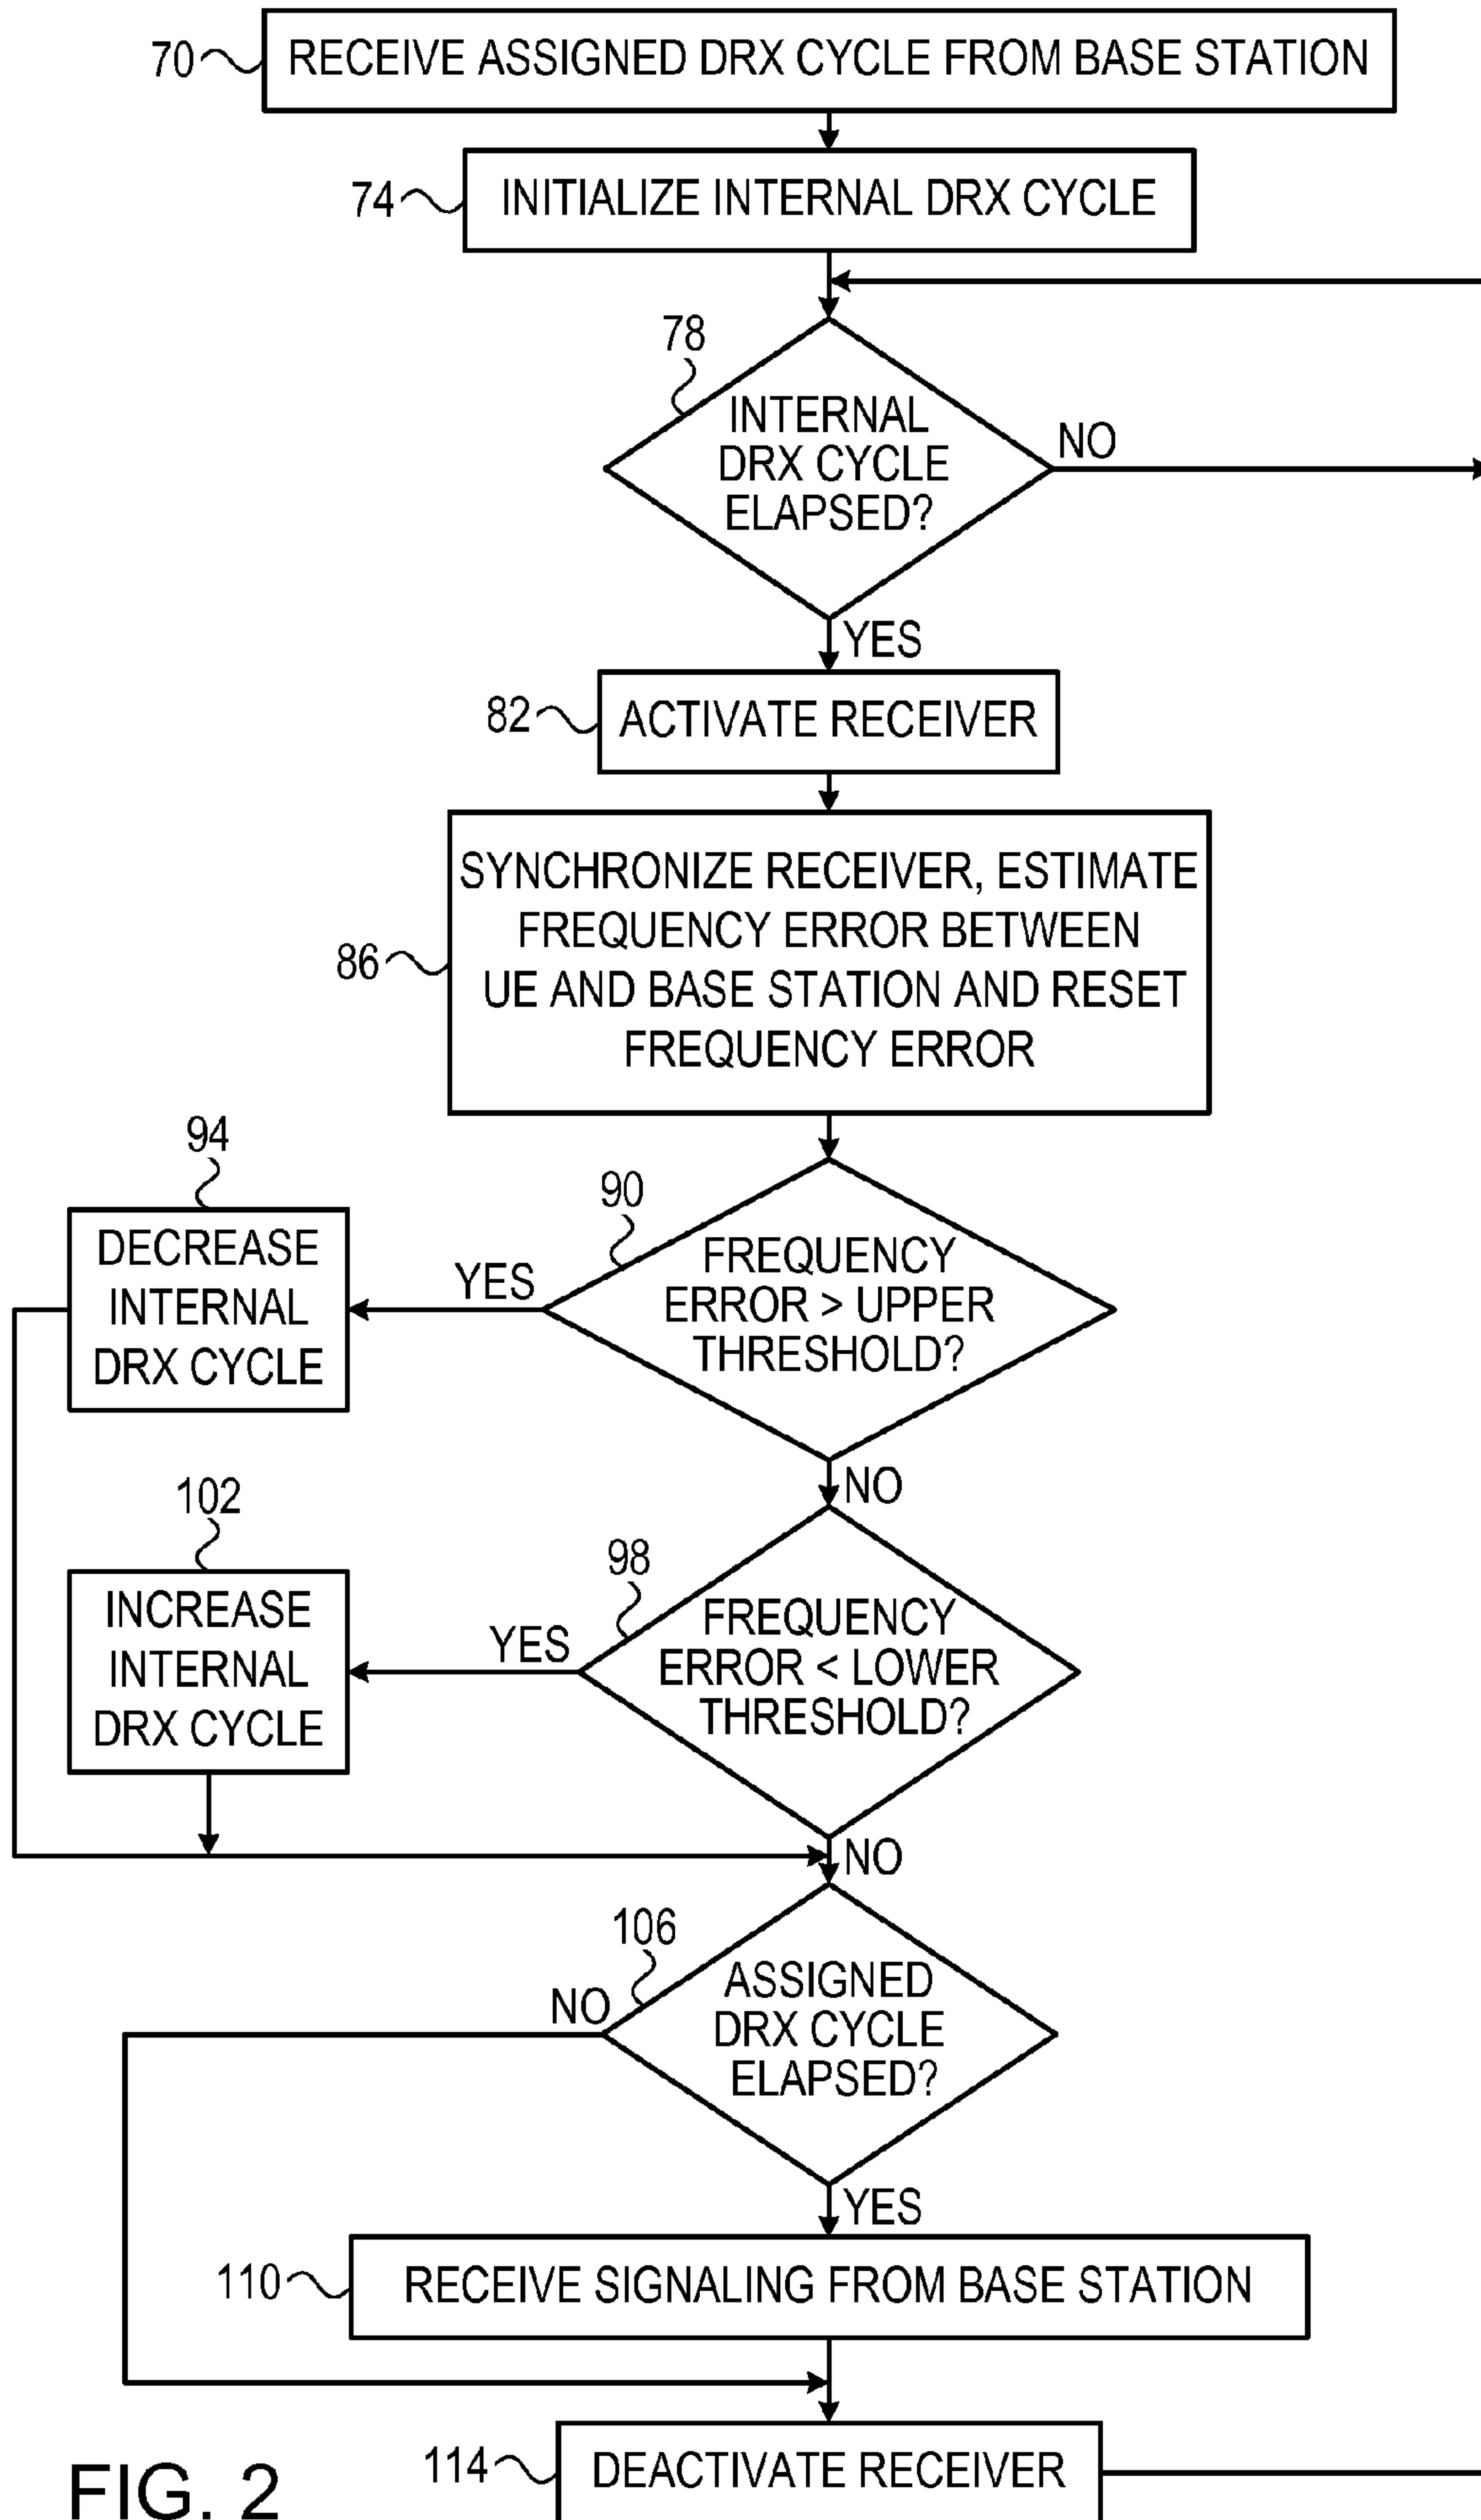 70
RECEIVE ASSIGNED DRX CYCLE FROM BASE STATION
74
INITIALIZE INTERNAL DRX CYCLE
78
INTERNAL
DRX CYCLE
ELAPSED?
NO
YES
82
ACTIVATE RECEIVER
86
SYNCHRONIZE RECEIVER, ESTIMATE
FREQUENCY ERROR BETWEEN
UE AND BASE STATION AND RESET
FREQUENCY ERROR
90
FREQUENCY
ERROR > UPPER
THRESHOLD?
YES
94
DECREASE
INTERNAL
DRX CYCLE
NO
98
FREQUENCY
ERROR < LOWER
THRESHOLD?
YES
102
INCREASE
INTERNAL
DRX CYCLE
NO
106
ASSIGNED
DRX CYCLE
ELAPSED?
NO
YES
110
RECEIVE SIGNALING FROM BASE STATION
114
DEACTIVATE RECEIVER
FIG. 2